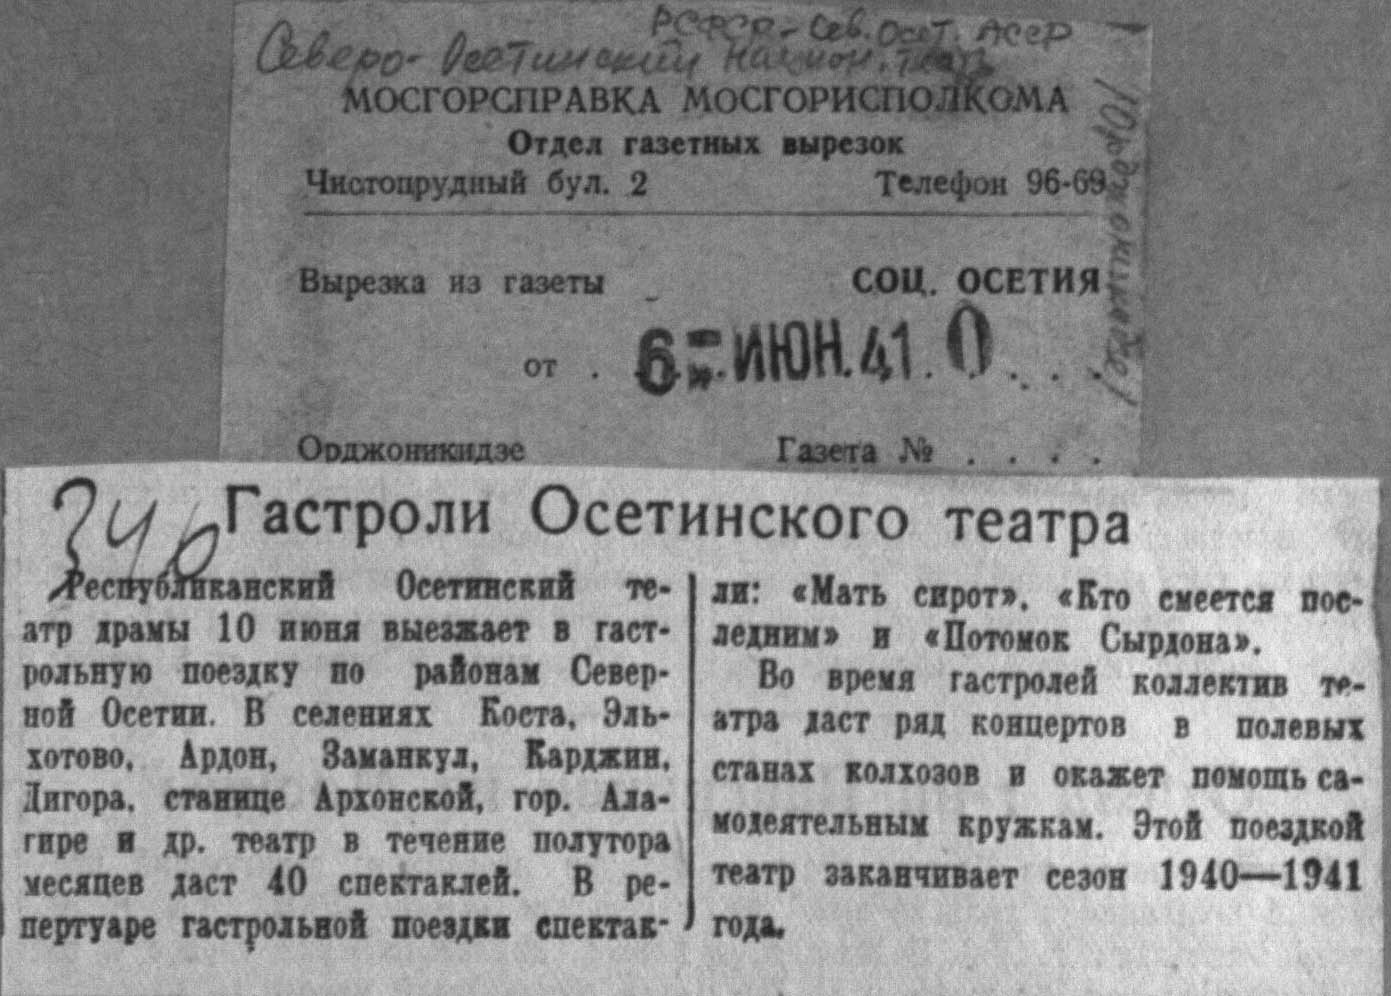 РСФСР - Сев. Осет. АССР
Северо-Осетинский национ. театр
МОСГОРСПРАВКА МОСГОРИСПОЛКОМА
Отдел газетных вырезок
Чистопрудный бул. 2 Телефон 96-69
/Орджоникидзе/
Вырезка из газеты СОЦ. ОСЕТИЯ
от . 6 ИЮН. 41 . 0 . . .
Орджоникидзе Газета № . . . .
34б
Гастроли Осетинского театра
Республиканский Осетинский те-
атр драмы 10 июня выезжает в гаст-
рольную поездку по районам Север-
ной Осетии. В селениях Коста, Эль-
хотово, Ардон, Заманкул, Карджин,
Дигора, станице Архонской, гор. Ала-
гире и др. театр в течение полутора
месяцев даст 40 спектаклей. В ре-
пертуаре гастрольной поездки спектак-
ли: «Мать сирот», «Кто смеется пос-
ледним» и «Потомок Сырдона».
Во время гастролей коллектив те-
атра даст ряд концертов в полевых
станах колхозов и окажет помощь са-
модеятельным кружкам. Этой поездкой
театр заканчивает сезон 1940—1941
года.